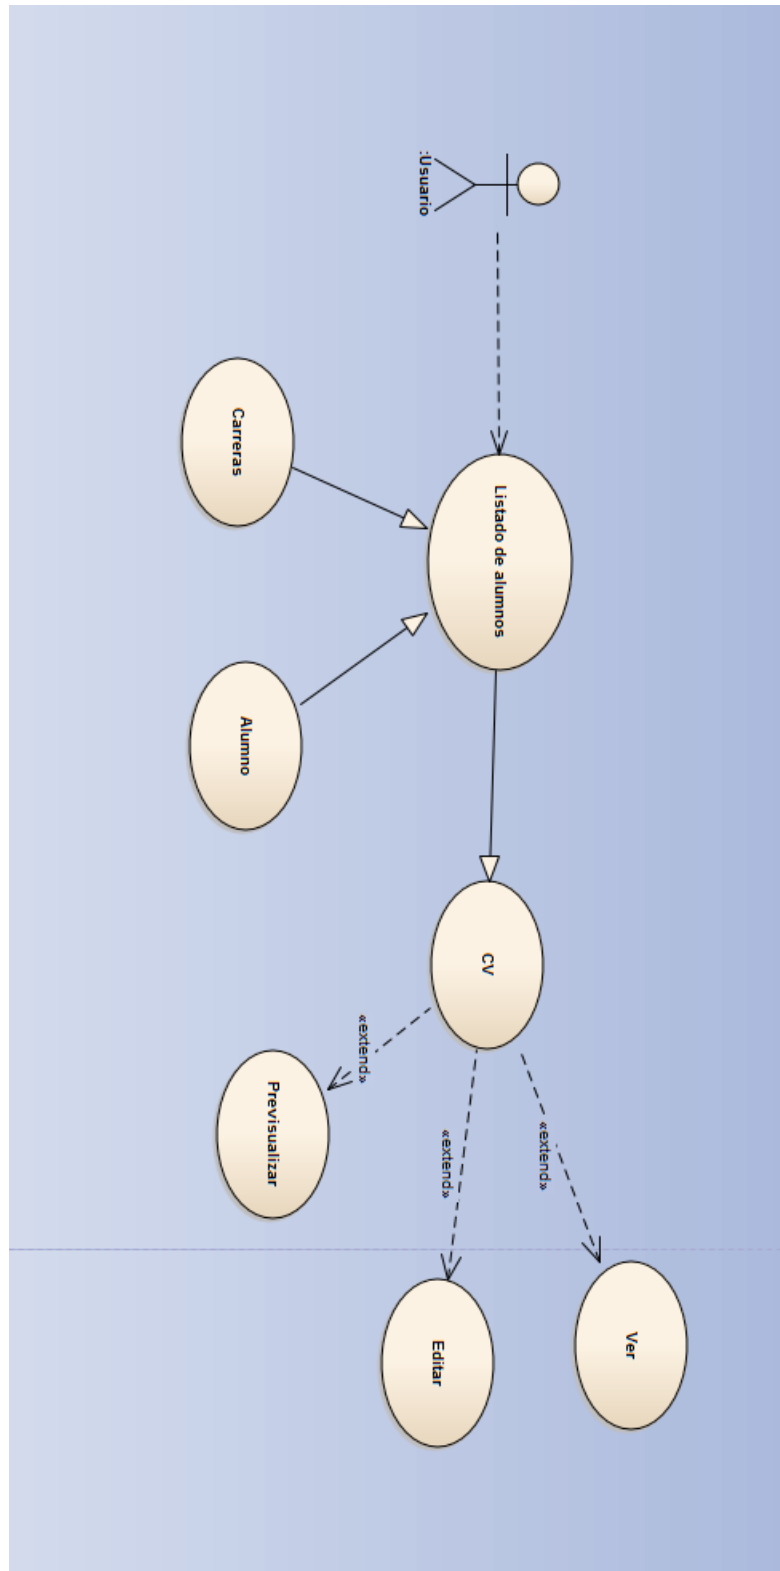 :Usuario
Listado de alumnos
Carreras
Alumno
CV
«extend»
«extend»
«extend»
Ver
Editar
Previsualizar